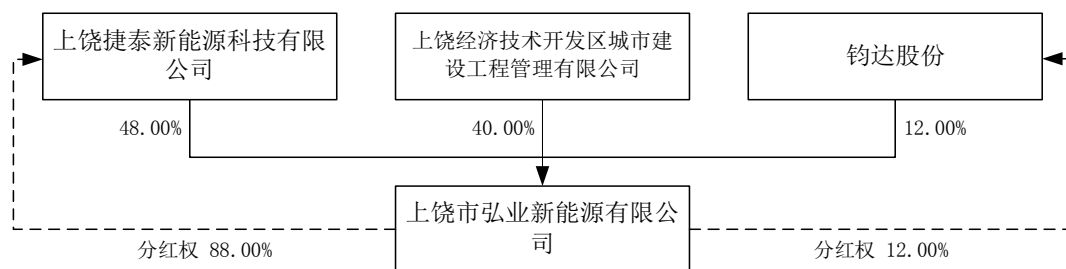 上饶捷泰新能源科技有限
公司
上饶经济技术开发区城市建
设工程管理有限公司
钧达股份
48.00%
40.00%
12.00%
上饶市弘业新能源有限公
司
分红权 88.00%
分红权 12.00%